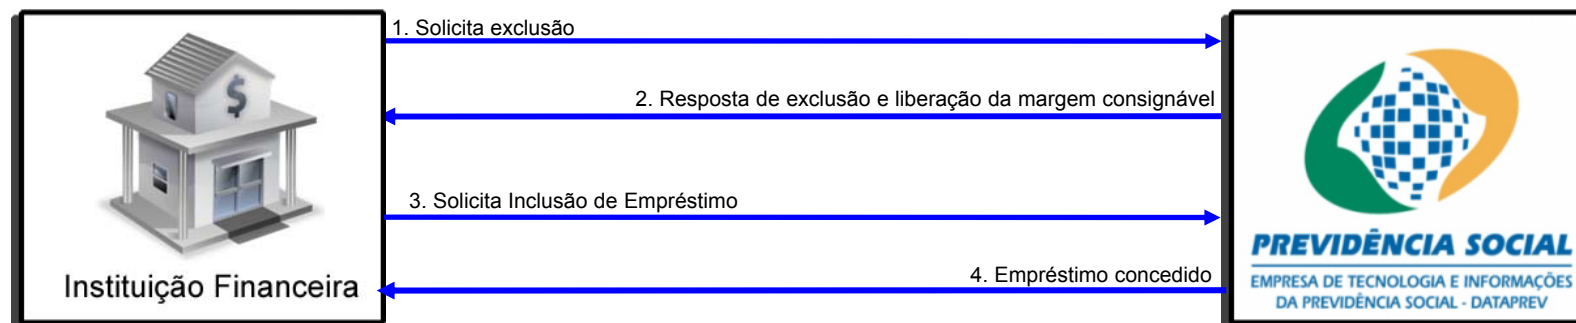 1. Solicita exclusão
2. Resposta de exclusão e liberação da margem consignável
3. Solicita Inclusão de Empréstimo
4. Empréstimo concedido
$
Instituição Financeira
PREVIDÊNCIA SOCIAL
EMPRESA DE TECNOLOGIA E INFORMAÇÕES
DA PREVIDÊNCIA SOCIAL - DATAPREV